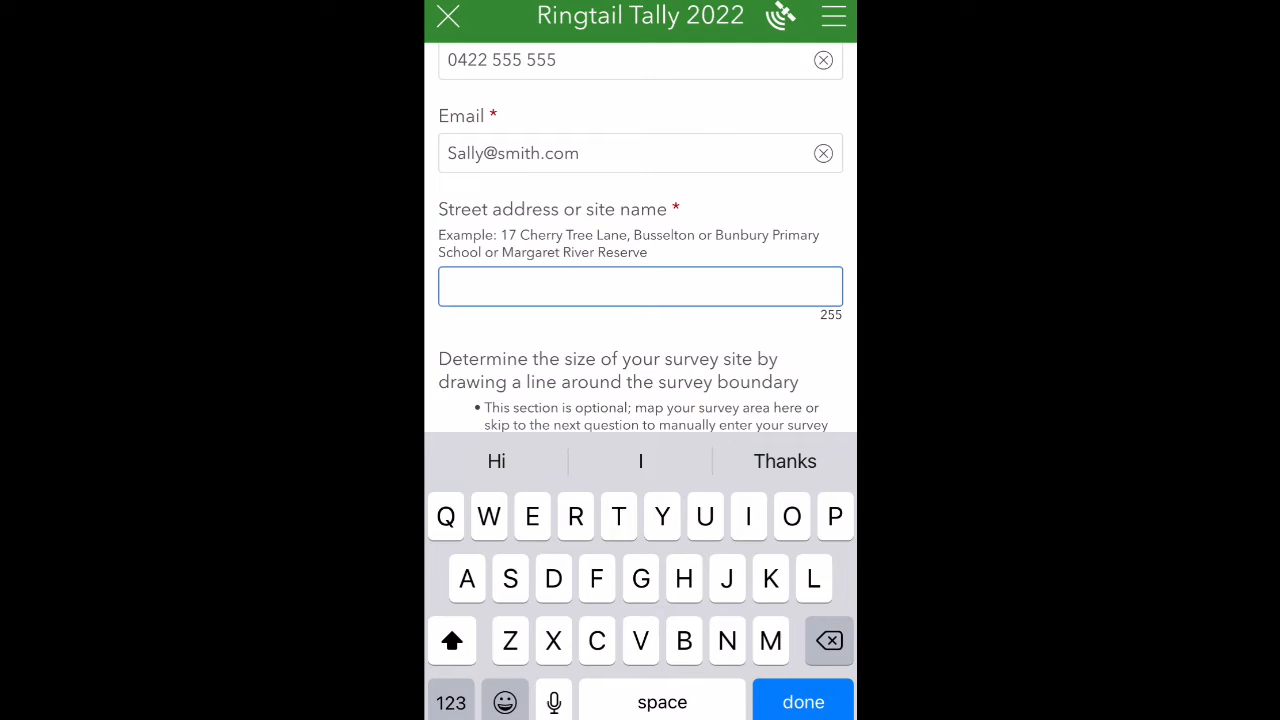 Ringtail Tally 2022
0422 555 555
Email *
Sally@smith.com
Street address or site name *
Example: 17 Cherry Tree Lane, Busselton or Bunbury Primary
School or Margaret River Reserve
255
Determine the size of your survey site by
drawing a line around the survey boundary
• This section is optional; map your survey area here or
skip to the next question to manually enter your survey
Hi I Thanks
Q W E R T Y U I O P
A S D F G H J K L
Z X C V B N M
123 space done